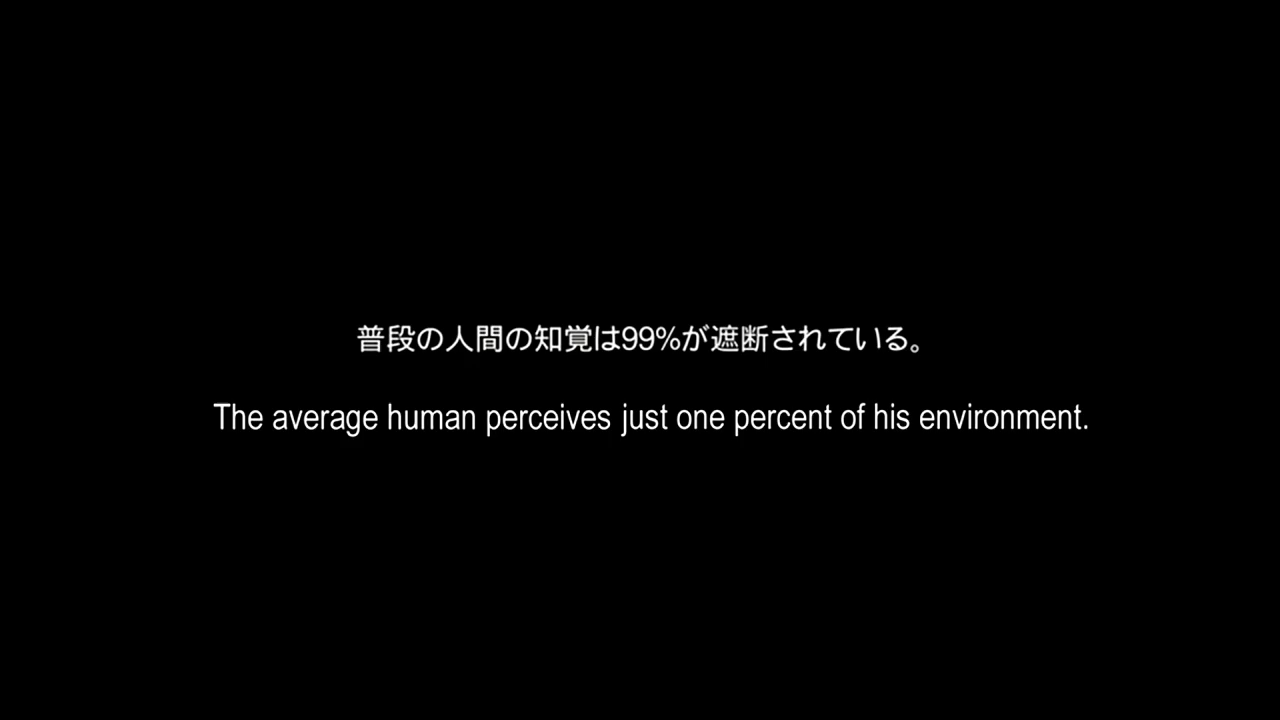 普段の人間の知覚は99%が遮断されている。
The average human perceives just one percent of his environment.